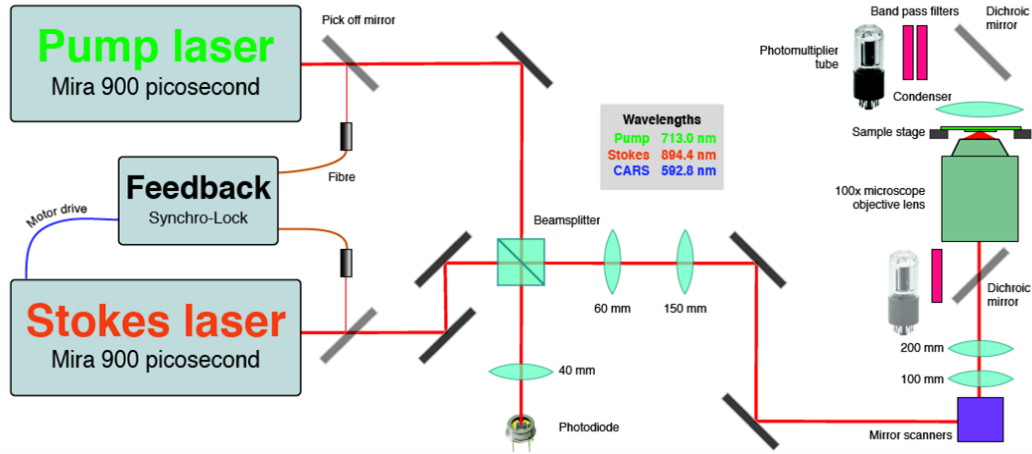 Pump laser
Mira 900 picosecond
Pick off mirror
Fibre
Feedback
Synchro-Lock
Motor drive
Stokes laser
Mira 900 picosecond
Wavelengths
Pump 713.0 nm
Stokes 894.4 nm
CARS 592.8 nm
Beamsplitter
60 mm
150 mm
40 mm
Photodiode
Band pass filters
Dichroic
mirror
Photomultiplier
tube
Condenser
Sample stage
100x microscope
objective lens
Dichroic
mirror
200 mm
100 mm
Mirror scanners